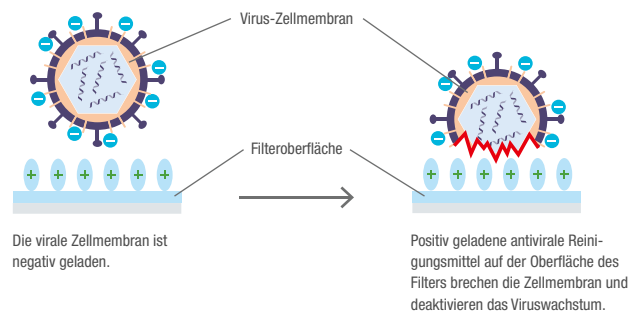 Virus-Zellmembran
Filteroberfläche
Die virale Zellmembran ist
negativ geladen.
Positiv geladene antivirale Reini-
gungsmittel auf der Oberfläche des
Filters brechen die Zellmembran und
deaktivieren das Viruswachstum.